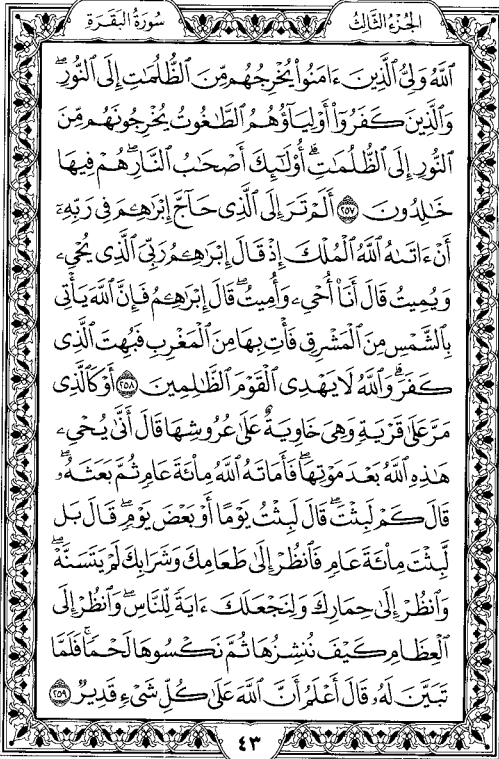 الجزء الثالث
سورة البقرة
ٱللَّهُ وَلِىُّ ٱلَّذِينَ ءَامَنُوا۟ يُخْرِجُهُم مِّنَ ٱلظُّلُمَٰتِ إِلَى ٱلنُّورِ ۖ
وَٱلَّذِينَ كَفَرُوٓا۟ أَوْلِيَآؤُهُمُ ٱلطَّٰغُوتُ يُخْرِجُونَهُم مِّنَ
ٱلنُّورِ إِلَى ٱلظُّلُمَٰتِ ۗ أُو۟لَٰٓئِكَ أَصْحَٰبُ ٱلنَّارِ ۖ هُمْ فِيهَا
خَٰلِدُونَ ٢٥٧ أَلَمْ تَرَ إِلَى ٱلَّذِى حَآجَّ إِبْرَٰهِۦمَ فِى رَبِّهِۦٓ
أَنْ ءَاتَىٰهُ ٱللَّهُ ٱلْمُلْكَ إِذْ قَالَ إِبْرَٰهِۦمُ رَبِّىَ ٱلَّذِى يُحْىِۦ
وَيُمِيتُ قَالَ أَنَا۠ أُحْىِۦ وَأُمِيتُ ۖ قَالَ إِبْرَٰهِۦمُ فَإِنَّ ٱللَّهَ يَأْتِى
بِٱلشَّمْسِ مِنَ ٱلْمَشْرِقِ فَأْتِ بِهَا مِنَ ٱلْمَغْرِبِ فَبُهِتَ ٱلَّذِى
كَفَرَ ۗ وَٱللَّهُ لَا يَهْدِى ٱلْقَوْمَ ٱلظَّٰلِمِينَ ٢٥٨ أَوْ كَٱلَّذِى
مَرَّ عَلَىٰ قَرْيَةٍ وَهِىَ خَاوِيَةٌ عَلَىٰ عُرُوشِهَا قَالَ أَنَّىٰ يُحْىِۦ
هَٰذِهِ ٱللَّهُ بَعْدَ مَوْتِهَا ۖ فَأَمَاتَهُ ٱللَّهُ مِا۟ئَةَ عَامٍ ثُمَّ بَعَثَهُۥ ۖ
قَالَ كَمْ لَبِثْتَ ۖ قَالَ لَبِثْتُ يَوْمًا أَوْ بَعْضَ يَوْمٍ ۖ قَالَ بَل
لَّبِثْتَ مِا۟ئَةَ عَامٍ فَٱنظُرْ إِلَىٰ طَعَامِكَ وَشَرَابِكَ لَمْ يَتَسَنَّهْ ۖ
وَٱنظُرْ إِلَىٰ حِمَارِكَ وَلِنَجْعَلَكَ ءَايَةً لِّلنَّاسِ ۖ وَٱنظُرْ إِلَى
ٱلْعِظَامِ كَيْفَ نُنشِزُهَا ثُمَّ نَكْسُوهَا لَحْمًا ۚ فَلَمَّا
تَبَيَّنَ لَهُۥ قَالَ أَعْلَمُ أَنَّ ٱللَّهَ عَلَىٰ كُلِّ شَىْءٍ قَدِيرٌ ٢٥٩
٤٣